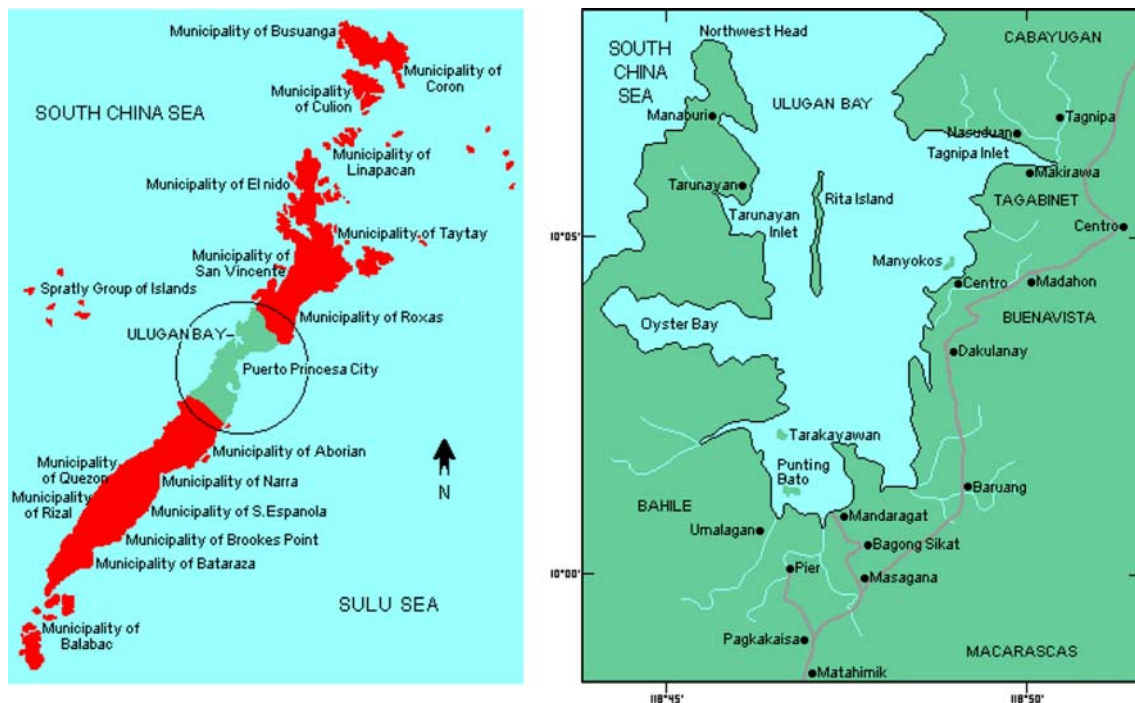 Municipality of Busuanga
Municipality of
Coron
Municipality
of Culion
SOUTH CHINA SEA
Municipality of
Linapacan
Municipality of El nido
Municipality of Taytay
Municipality of
San Vincente
Spratly Group of Islands
Municipality of Roxas
ULUGAN BAY
Puerto Princesa City
Municipality of Aborlan
Municipality
of Quezon
Municipality of Narra
Municipality
of Rizal
Municipality of S. Espanola
Municipality of Brookes Point
Municipality of Bataraza
N
SULU SEA
Municipality of
Balabac
Northwest Head
CABAYUGAN
SOUTH
CHINA
SEA
ULUGAN BAY
Manaburi
Tagnipa
Nasuduan
Tagnipa Inlet
Makirawa
Tarunayan
Rita Island
TAGABINET
Tarunayan
Inlet
Centro
10°05'
Manyokos
Centro
Madahon
Oyster Bay
BUENAVISTA
Dakulanay
Tarakayawan
Punting
Bato
Baruang
BAHILE
Mandaragat
Umalagan
Bagong Sikat
10°00'
Pier
Masagana
Pagkakaisa
MACARASCAS
Matahimik
118°45'
118°50'